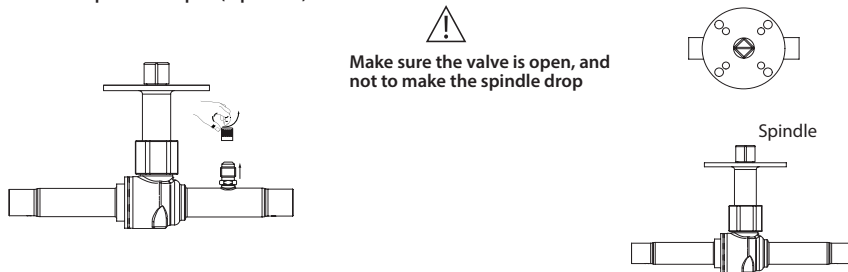 Make sure the valve is open, and
not to make the spindle drop
Spindle